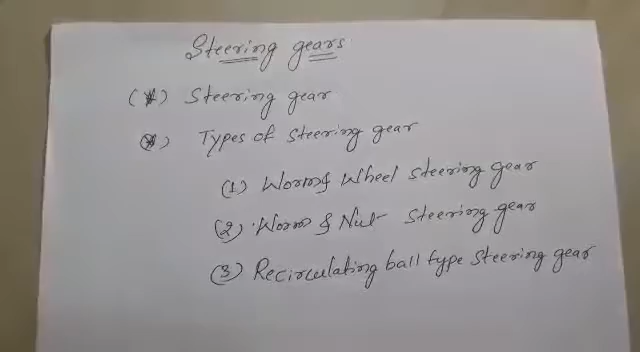 Steering gears
(*) Steering gear
(*) Types of Steering gear
(1) Worm & Wheel Steering gear
(2) Worm & Nut Steering gear
(3) Recirculating ball type Steering gear